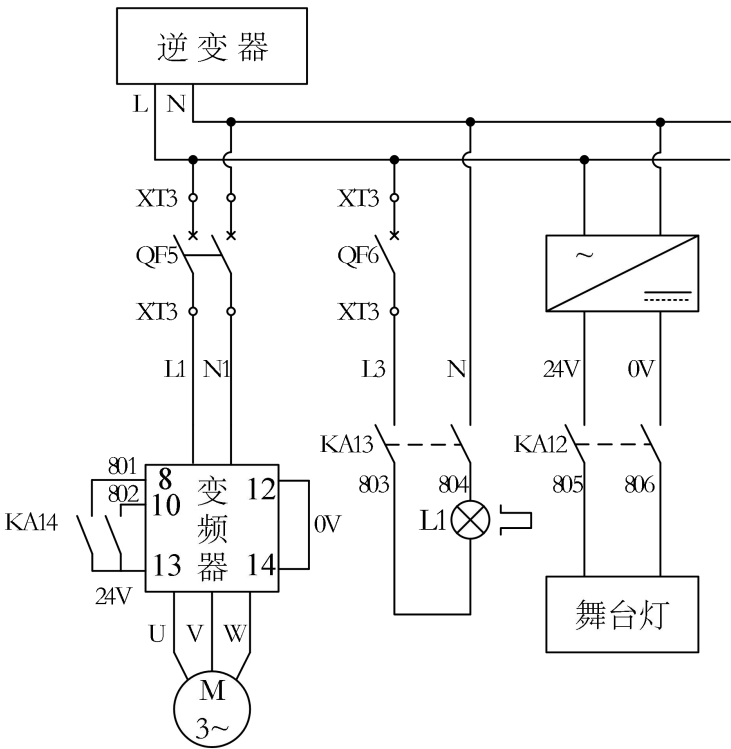 逆变器
L N
XT3 XT3
QF5 QF6 ~
XT3 XT3
L1 N1 L3 N 24V 0V
KA13 KA12
801 8 变 12 803 804 805 806
802 10 频
KA14 0V L1
13 器 14
24V
舞台灯
U V W
M
3~